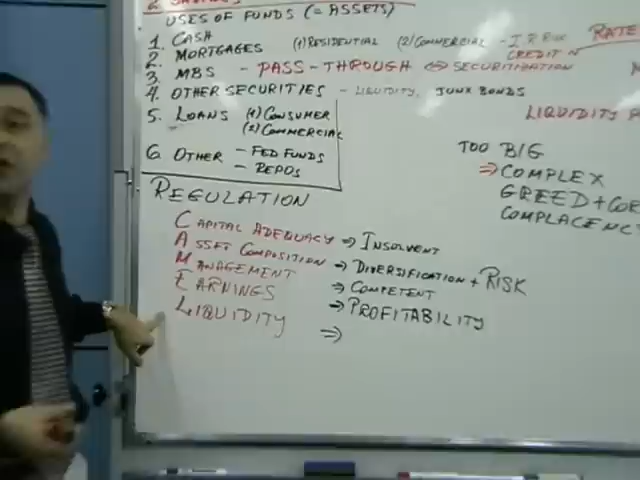 USES OF FUNDS (= ASSETS)
1. CASH
2. MORTGAGES (1) RESIDENTIAL (2) COMMERCIAL - I.R.
CREDIT
RATE
3. MBS - PASS-THROUGH ⇔ SECURITIZATION
4. OTHER SECURITIES - LIQUIDITY, JUNK BONDS
LIQUIDITY
5. LOANS (1) CONSUMER
(2) COMMERCIAL
6 OTHER - FED FUNDS
- REPOS
TOO BIG
⇒ COMPLEX
GREED +
COMPLACENC
REGULATION
CAPITAL ADEQUACY ⇒ INSOLVENT
ASSET COMPOSITION ⇒ DIVERSIFICATION + RISK
MANAGEMENT ⇒ COMPETENT
EARNINGS ⇒ PROFITABILITY
LIQUIDITY ⇒